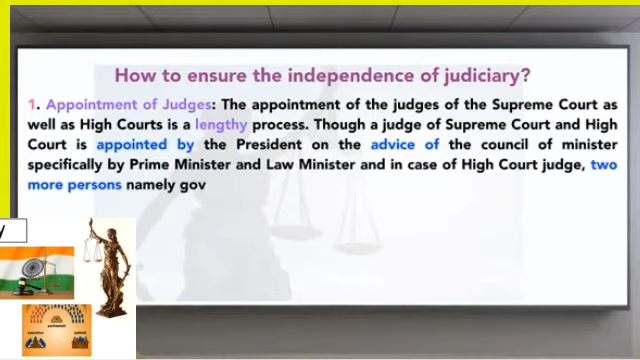 How to ensure the independence of judiciary?
1. Appointment of Judges: The appointment of the judges of the Supreme Court as
well as High Courts is a lengthy process. Though a judge of Supreme Court and High
Court is appointed by the President on the advice of the council of minister
specifically by Prime Minister and Law Minister and in case of High Court judge, two
more persons namely gov
y